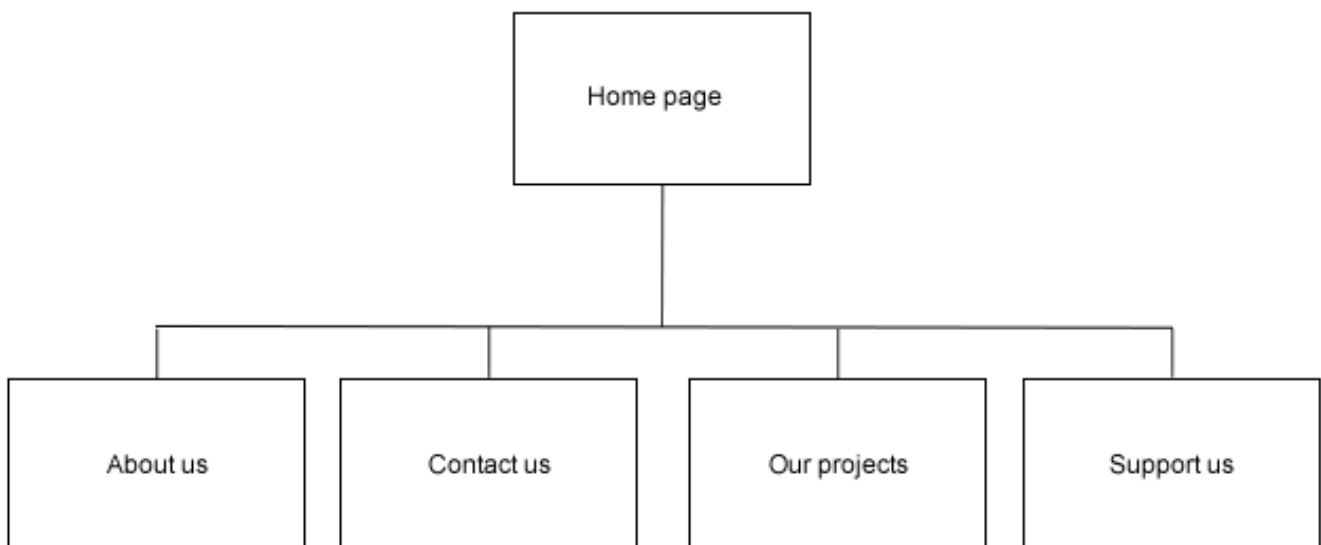 Home page
About us
Contact us
Our projects
Support us